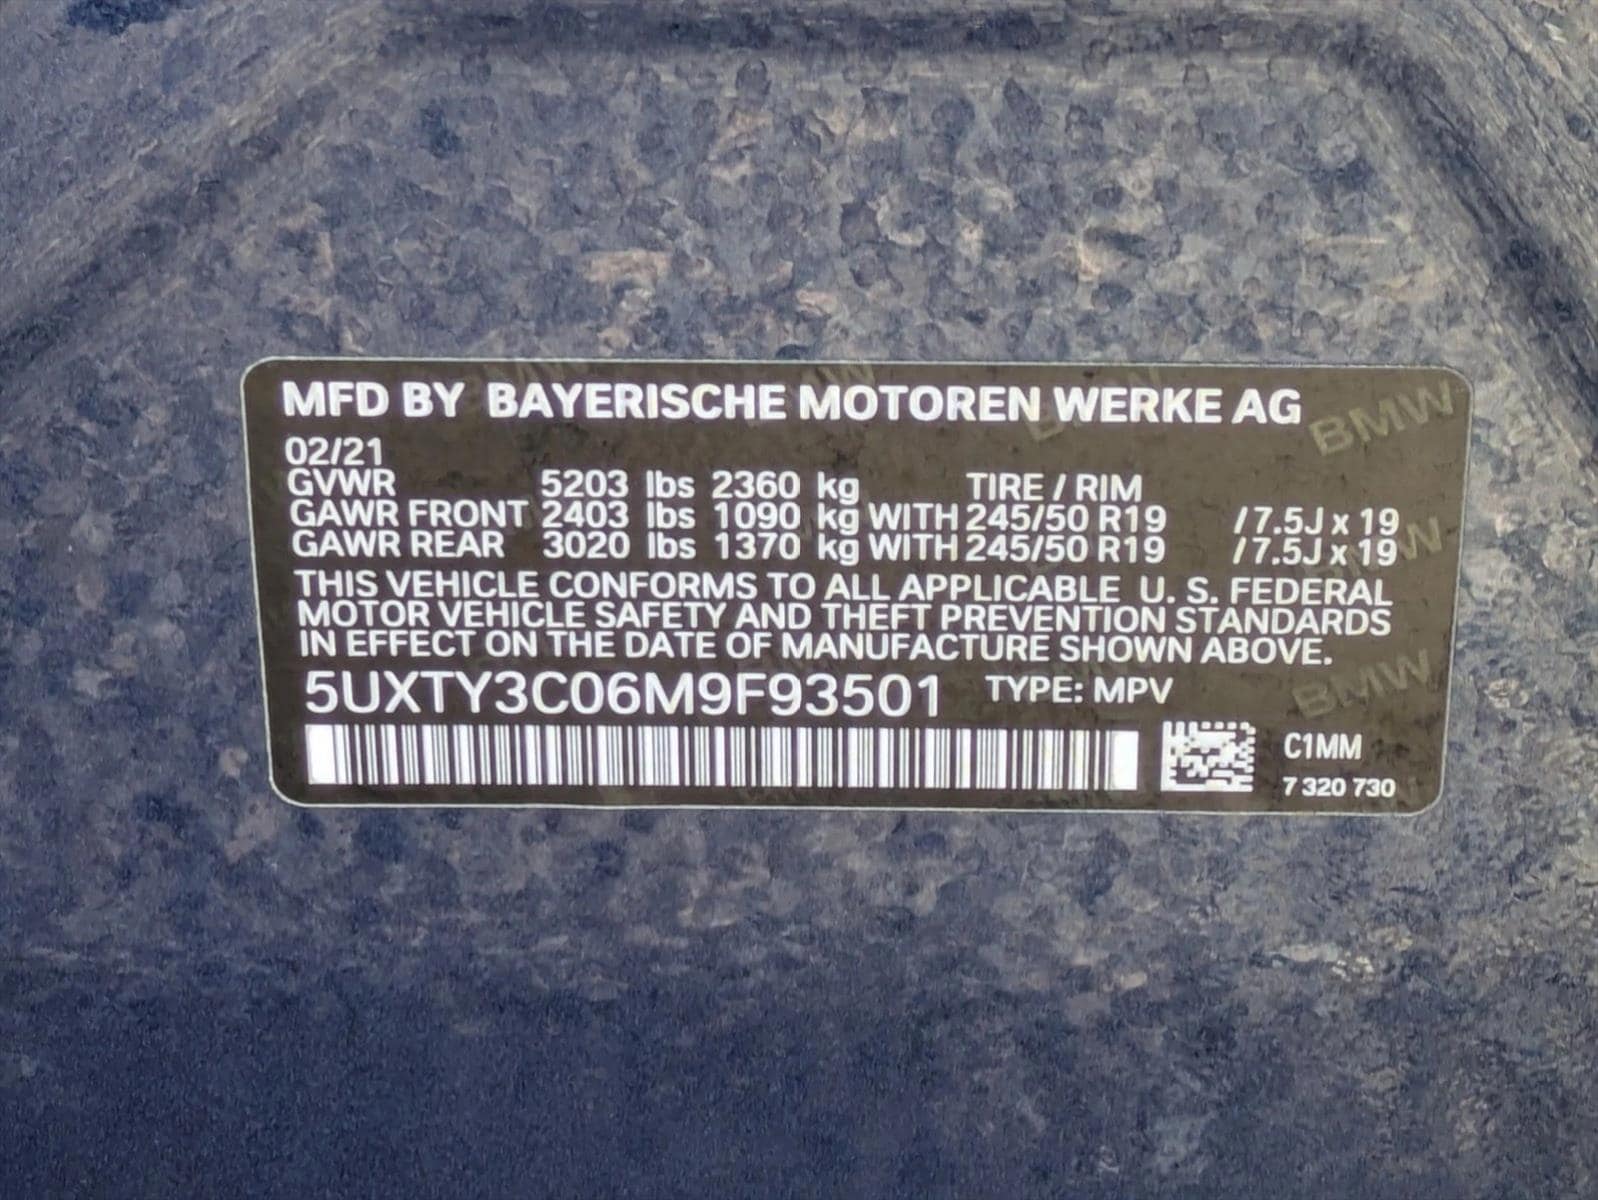 MFD BY BAYERISCHE MOTOREN WERKE AG
02/21
GVWR 5203 lbs 2360 kg TIRE / RIM
GAWR FRONT 2403 lbs 1090 kg WITH 245/50 R19 / 7.5J x 19
GAWR REAR 3020 lbs 1370 kg WITH 245/50 R19 / 7.5J x 19
THIS VEHICLE CONFORMS TO ALL APPLICABLE U. S. FEDERAL
MOTOR VEHICLE SAFETY AND THEFT PREVENTION STANDARDS
IN EFFECT ON THE DATE OF MANUFACTURE SHOWN ABOVE.
5UXTY3C06M9F93501 TYPE: MPV
C1MM
7 320 730
BMW
BMW
BMW